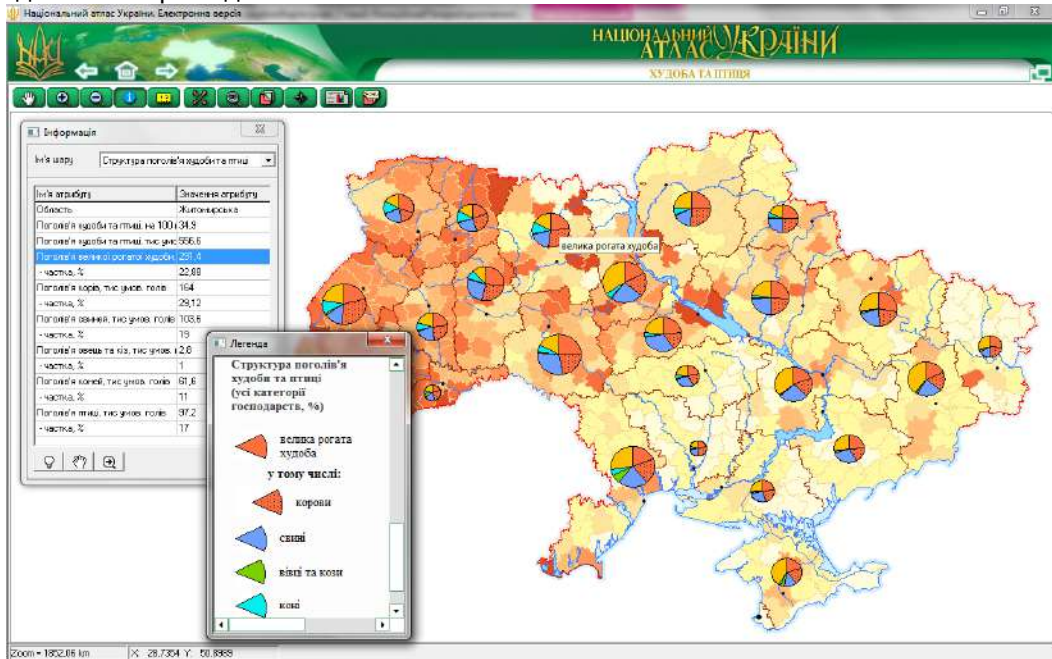 Національний атлас України. Електронна версія
НАЦІОНАЛЬНИЙ
АТЛАС УКРАЇНИ
ХУДОБА ТА ПТИЦЯ
Інформація
Ім'я шару
Структура поголів'я худоби та птиц
Ім'я атрибуту Значення атрибуту
Область Житомирська
Поголів'я худоби та птиці, на 100 34,9
Поголів'я худоби та птиці, тис умо 556,6
Поголів'я великої рогатої худоби, 291,4
- частка, % 22,88
Поголів'я корів, тис умов. голів 164
- частка, % 29,12
Поголів'я свиней, тис умов. голів 103,6
- частка, % 19
Поголів'я овець та кіз, тис умов. 2,8
- частка, % 1
Поголів'я коней, тис умов. голів 61,6
- частка, % 11
Поголів'я птиці, тис умов. голів 97,2
- частка, % 17
велика рогата худоба
Легенда
Структура поголів'я
худоби та птиці
(усі категорії
господарств, %)
велика рогата
худоба
у тому числі:
корови
свині
вівці та кози
коні
Zoom = 1852.06 km X: 28.7354 Y: 50.8989